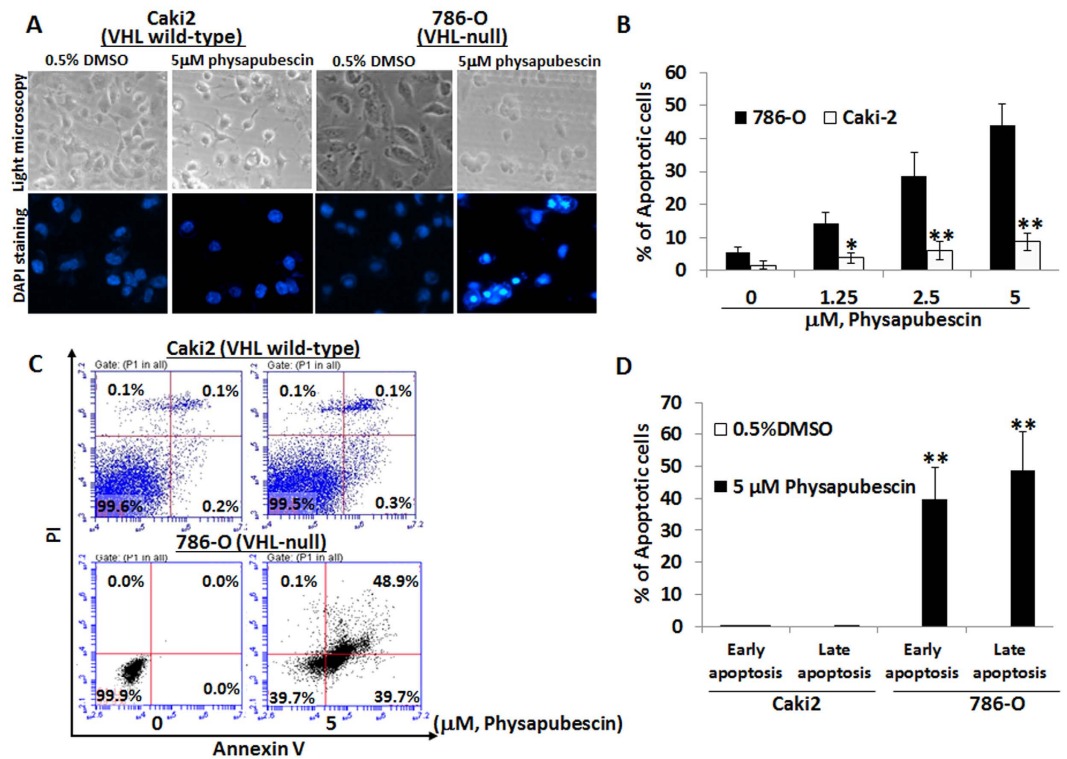 A
Caki2
(VHL wild-type)
786-O
(VHL-null)
0.5% DMSO
5μM physapubescin
0.5% DMSO
5μM physapubescin
Light microscopy
DAPI staining
B
% of Apoptotic cells
60
50
40
30
20
10
0
786-O
Caki-2
*
**
**
0
1.25
2.5
5
μM, Physapubescin
C
Caki2 (VHL wild-type)
Gate: (P1 in all)
0.1%
0.1%
99.6%
0.2%
Gate: (P1 in all)
0.1%
0.1%
99.5%
0.3%
786-O (VHL-null)
Gate: (P1 in all)
0.0%
0.0%
99.9%
0.0%
Gate: (P1 in all)
0.1%
48.9%
39.7%
39.7%
PI
0
5
(μM, Physapubescin)
Annexin V
D
% of Apoptotic cells
70
60
50
40
30
20
10
0
0.5%DMSO
5 μM Physapubescin
**
**
Early apoptosis
Late apoptosis
Early apoptosis
Late apoptosis
Caki2
786-O